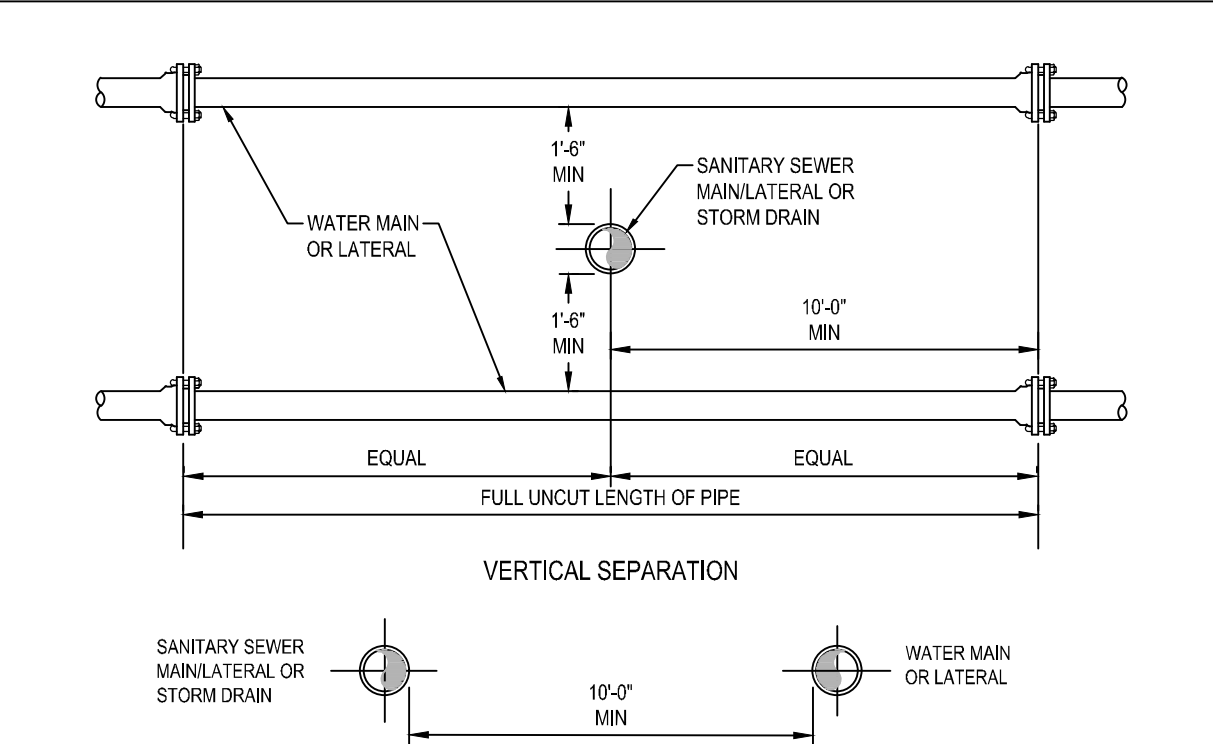 1'-6"
MIN
SANITARY SEWER
MAIN/LATERAL OR
STORM DRAIN
WATER MAIN
OR LATERAL
1'-6"
MIN
10'-0"
MIN
EQUAL
EQUAL
FULL UNCUT LENGTH OF PIPE
VERTICAL SEPARATION
SANITARY SEWER
MAIN/LATERAL OR
STORM DRAIN
10'-0"
MIN
WATER MAIN
OR LATERAL